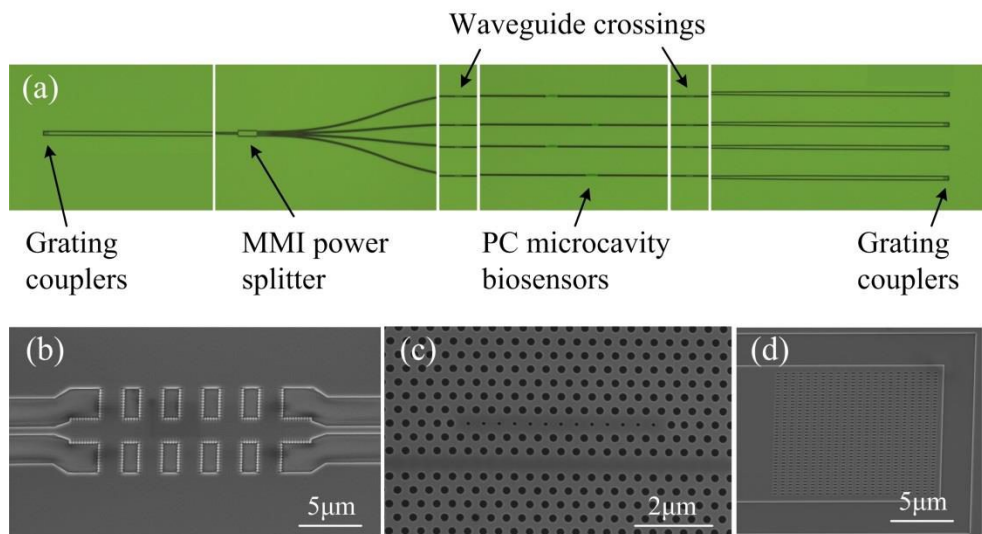 Waveguide crossings
(a)
Grating
couplers
MMI power
splitter
PC microcavity
biosensors
Grating
couplers
(b)
5μm
(c)
2μm
(d)
5μm